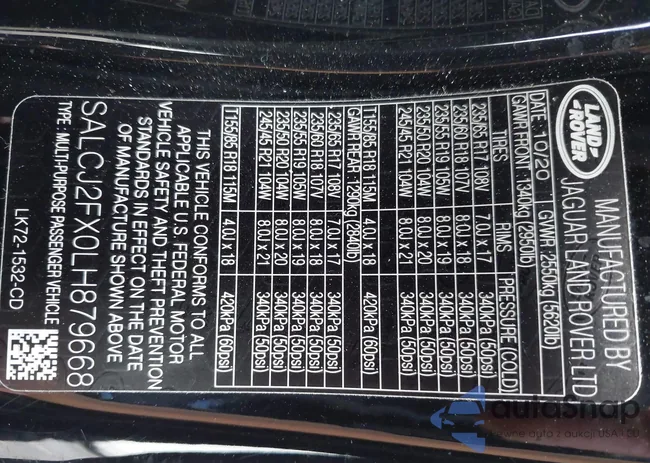 LAND
ROVER
MANUFACTURED BY
JAGUAR LAND ROVER LTD
DATE: 10/20 GVWR: 2550kg (5620lb)
GAWR FRONT: 1340kg (2950lb)
TIRES RIMS PRESSURE (COLD)
235/65 R17 108V 7.0J x 17 340kPa (50psi)
235/60 R18 107V 8.0J x 18 340kPa (50psi)
235/55 R19 105W 8.0J x 19 340kPa (50psi)
235/50 R20 104W 8.0J x 20 340kPa (50psi)
245/45 R21 104W 8.0J x 21 340kPa (50psi)
T155/85 R18 115M 4.0J x 18 420kPa (60psi)
GAWR REAR: 1290kg (2840lb)
235/65 R17 108V 7.0J x 17 340kPa (50psi)
235/60 R18 107V 8.0J x 18 340kPa (50psi)
235/55 R19 105W 8.0J x 19 340kPa (50psi)
235/50 R20 104W 8.0J x 20 340kPa (50psi)
245/45 R21 104W 8.0J x 21 340kPa (50psi)
T155/85 R18 115M 4.0J x 18 420kPa (60psi)
THIS VEHICLE CONFORMS TO ALL
APPLICABLE U.S. FEDERAL MOTOR
VEHICLE SAFETY AND THEFT PREVENTION
STANDARDS IN EFFECT ON THE DATE
OF MANUFACTURE SHOWN ABOVE
SALCJ2FX0LH879668
TYPE: MULTI-PURPOSE PASSENGER VEHICLE
LK72-1532-CD
autaSnap
auta z aukcji USA